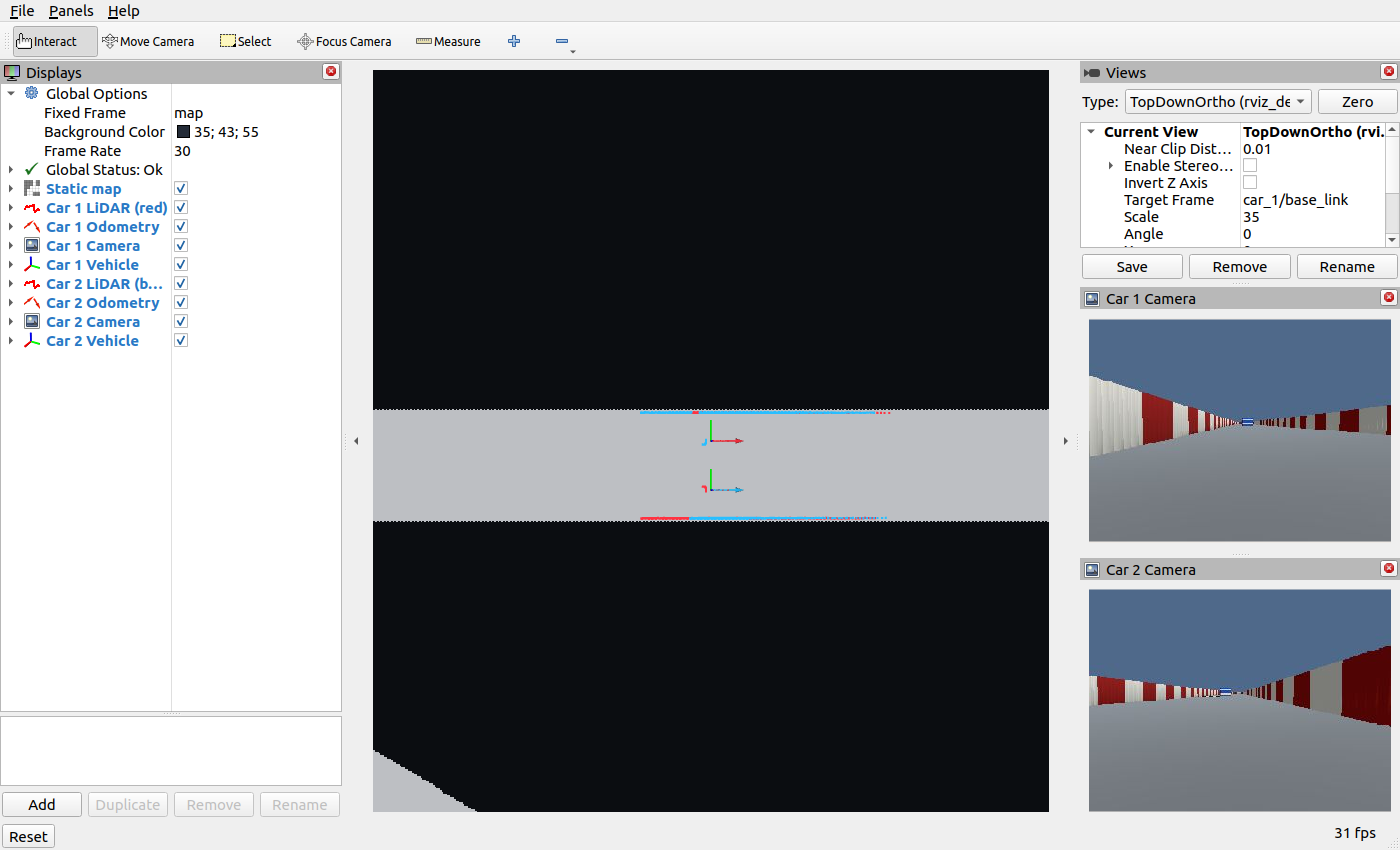 File Panels Help
Interact Move Camera Select Focus Camera Measure
Displays
Global Options
Fixed Frame map
Background Color 35; 43; 55
Frame Rate 30
Global Status: Ok
Static map
Car 1 LiDAR (red)
Car 1 Odometry
Car 1 Camera
Car 1 Vehicle
Car 2 LiDAR (b...
Car 2 Odometry
Car 2 Camera
Car 2 Vehicle
Add Duplicate Remove Rename
Reset
Views
Type: TopDownOrtho (rviz_de Zero
Current View TopDownOrtho (rvi...
Near Clip Dist... 0.01
Enable Stereo...
Invert Z Axis
Target Frame car_1/base_link
Scale 35
Angle 0
Save Remove Rename
Car 1 Camera
Car 2 Camera
31 fps